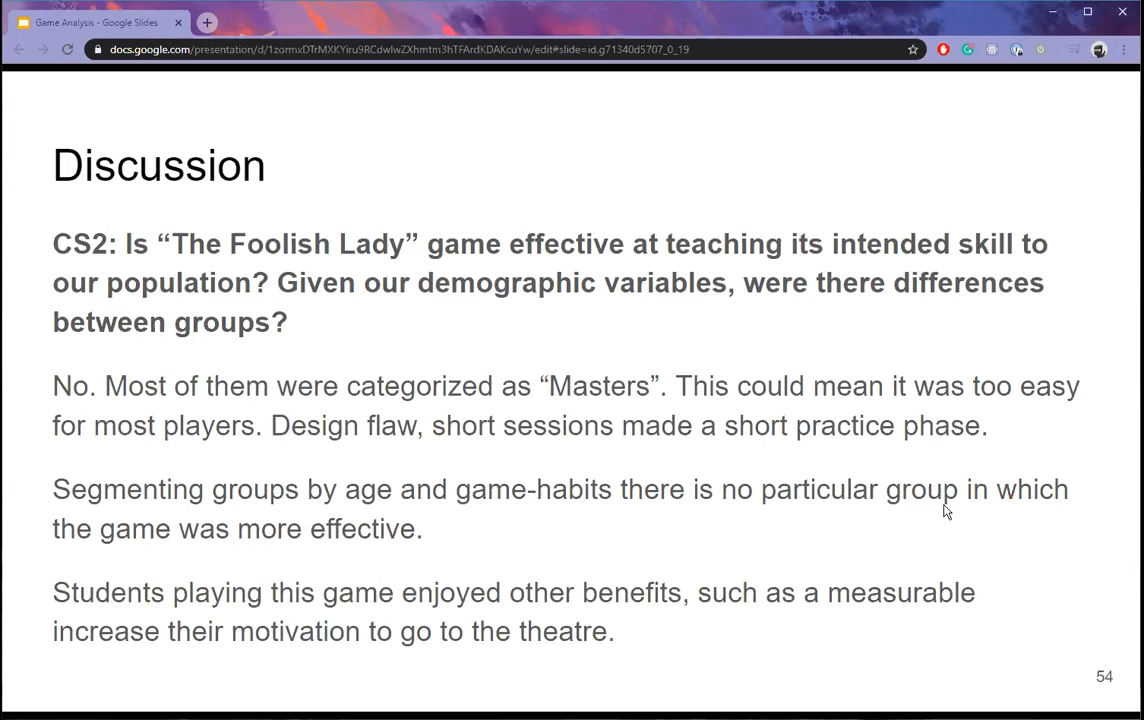 Game Analysis - Google Slides
docs.google.com/presentation/d/1zormxDTrMXKYiru9RCdwlwZXhmtm3hTFArdKDAKcuYw/edit#slide=id.g71340d5707_0_19
Discussion
CS2: Is “The Foolish Lady” game effective at teaching its intended skill to
our population? Given our demographic variables, were there differences
between groups?
No. Most of them were categorized as “Masters”. This could mean it was too easy
for most players. Design flaw, short sessions made a short practice phase.
Segmenting groups by age and game-habits there is no particular group in which
the game was more effective.
Students playing this game enjoyed other benefits, such as a measurable
increase their motivation to go to the theatre.
54